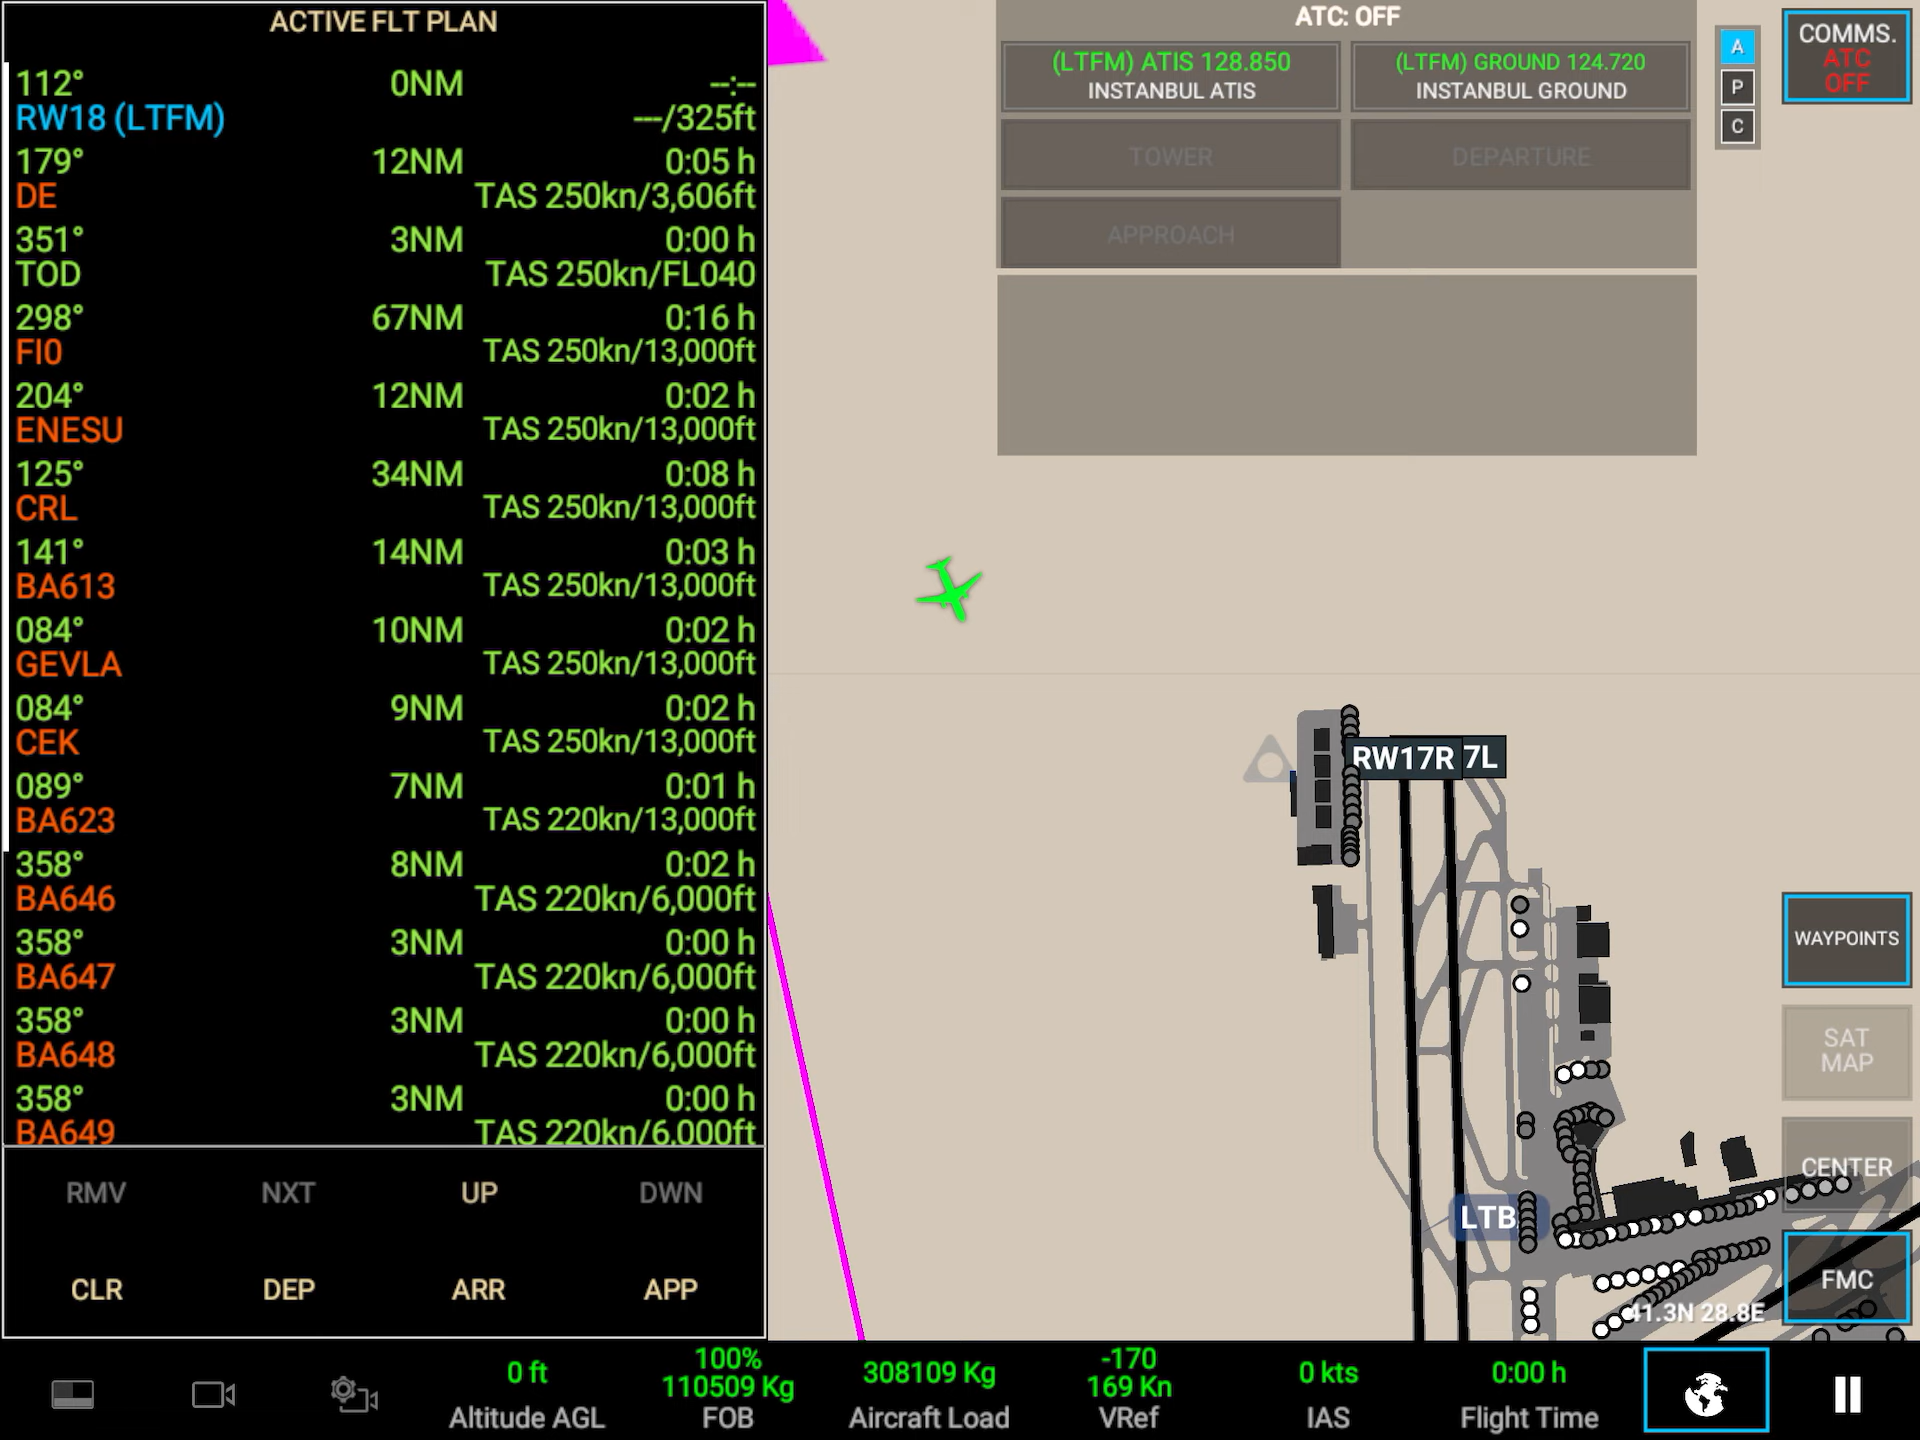 ACTIVE FLT PLAN
112° 0NM --:--
RW18 (LTFM) ---/325ft
179° 12NM 0:05 h
DE TAS 250kn/3,606ft
351° 3NM 0:00 h
TOD TAS 250kn/FL040
298° 67NM 0:16 h
FI0 TAS 250kn/13,000ft
204° 12NM 0:02 h
ENESU TAS 250kn/13,000ft
125° 34NM 0:08 h
CRL TAS 250kn/13,000ft
141° 14NM 0:03 h
BA613 TAS 250kn/13,000ft
084° 10NM 0:02 h
GEVLA TAS 250kn/13,000ft
084° 9NM 0:02 h
CEK TAS 250kn/13,000ft
089° 7NM 0:01 h
BA623 TAS 220kn/13,000ft
358° 8NM 0:02 h
BA646 TAS 220kn/6,000ft
358° 3NM 0:00 h
BA647 TAS 220kn/6,000ft
358° 3NM 0:00 h
BA648 TAS 220kn/6,000ft
358° 3NM 0:00 h
BA649 TAS 220kn/6,000ft
RMV NXT UP DWN
CLR DEP ARR APP
ATC: OFF
(LTFM) ATIS 128.850
INSTANBUL ATIS
(LTFM) GROUND 124.720
INSTANBUL GROUND
TOWER
DEPARTURE
APPROACH
A
P
C
COMMS.
ATC
OFF
RW17R 7L
LTB
WAYPOINTS
SAT
MAP
CENTER
FMC
41.3N 28.8E
0 ft
Altitude AGL
100%
110509 Kg
FOB
308109 Kg
Aircraft Load
-170
169 Kn
VRef
0 kts
IAS
0:00 h
Flight Time